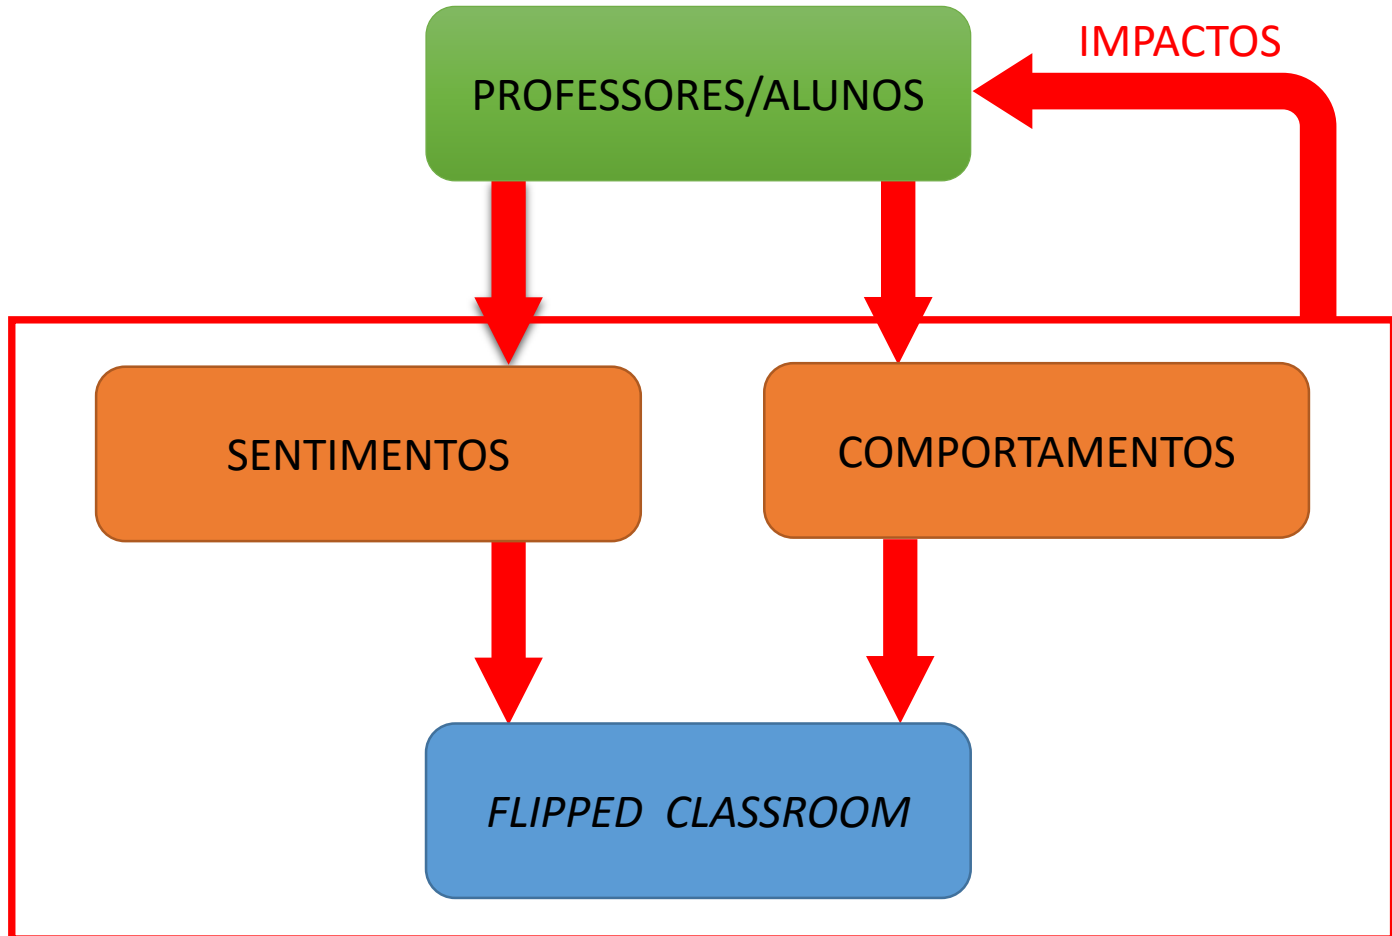 IMPACTOS
PROFESSORES/ALUNOS
SENTIMENTOS
COMPORTAMENTOS
FLIPPED CLASSROOM